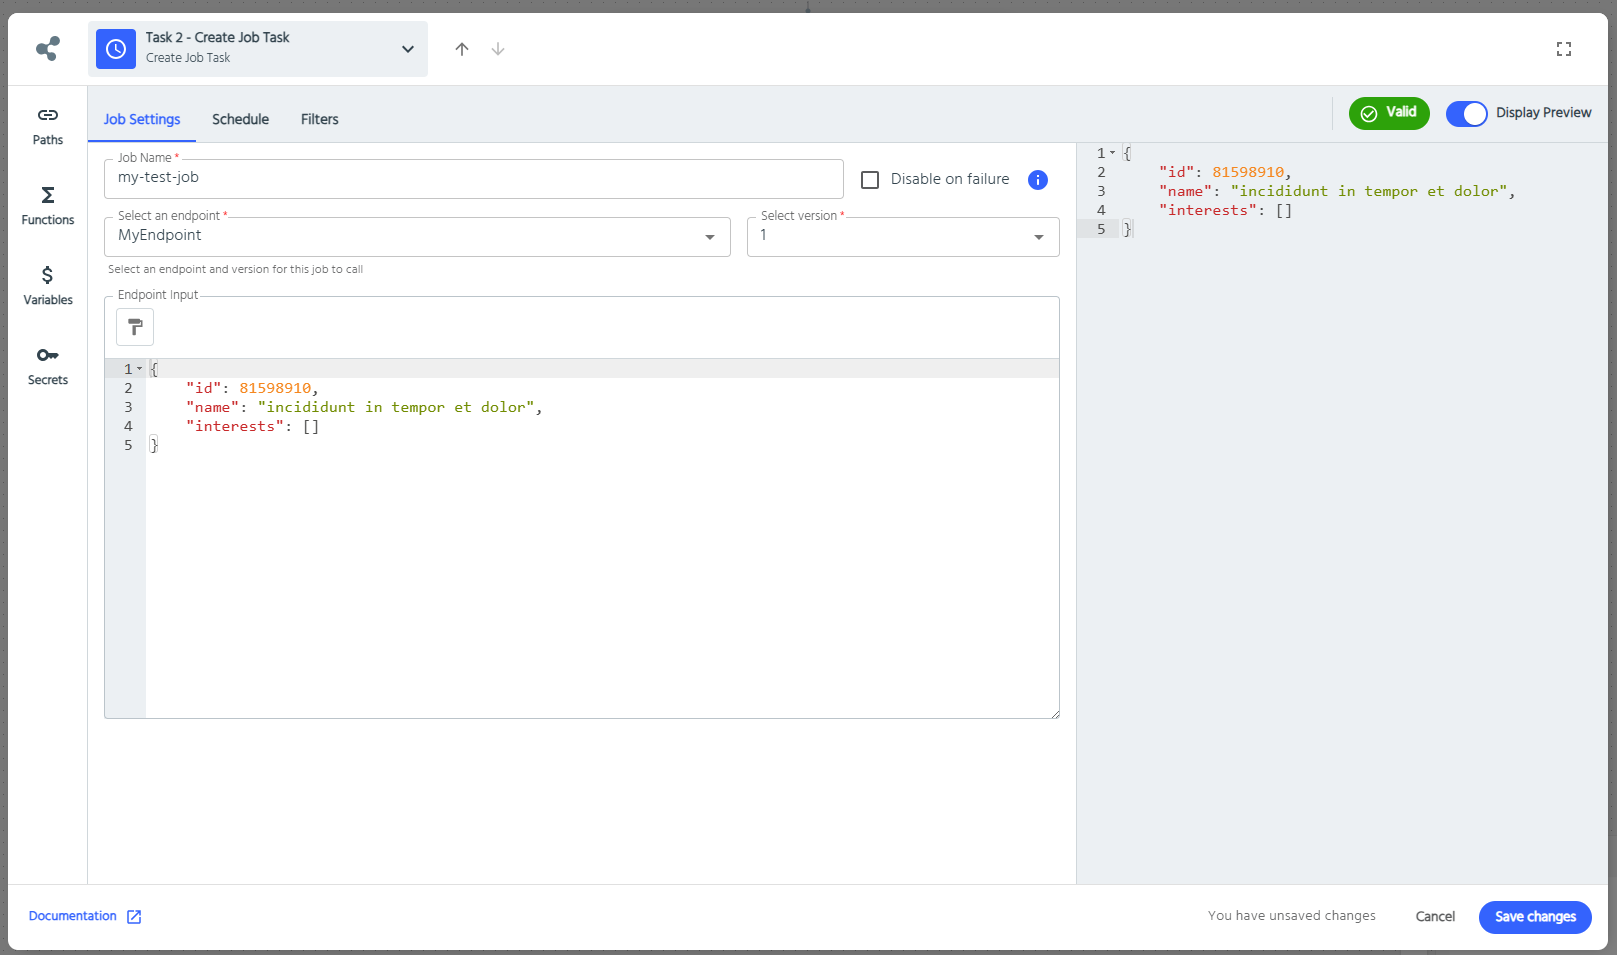 Task 2 - Create Job Task
Create Job Task
Paths
Functions
Variables
Secrets
Job Settings
Schedule
Filters
Valid
Display Preview
Job Name *
my-test-job
Disable on failure
Select an endpoint *
MyEndpoint
Select version *
1
Select an endpoint and version for this job to call
Endpoint Input
1 {
2     "id": 81598910,
3     "name": "incididunt in tempor et dolor",
4     "interests": []
5 }
1 {
2     "id": 81598910,
3     "name": "incididunt in tempor et dolor",
4     "interests": []
5 }
Documentation
You have unsaved changes
Cancel
Save changes